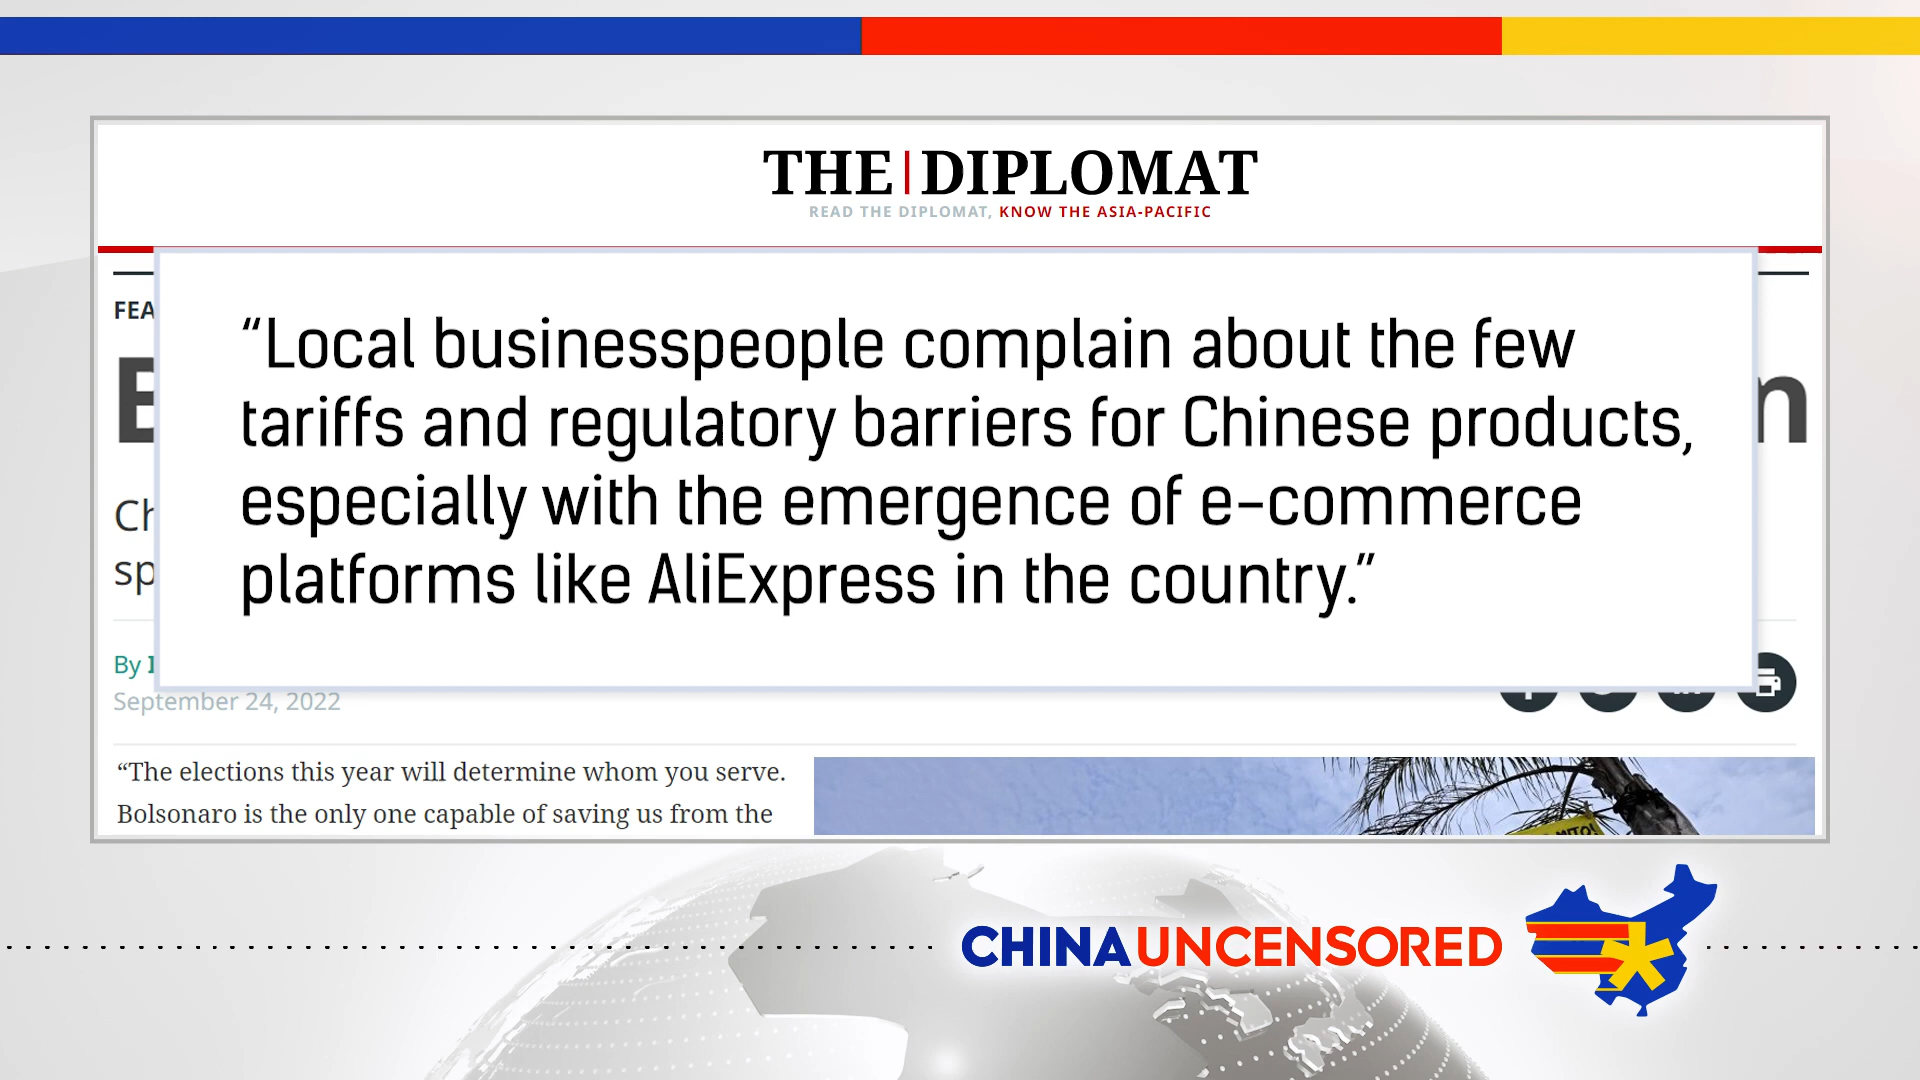 THE DIPLOMAT
READ THE DIPLOMAT, KNOW THE ASIA-PACIFIC
“Local businesspeople complain about the few
tariffs and regulatory barriers for Chinese products,
especially with the emergence of e-commerce
platforms like AliExpress in the country.”
By
September 24, 2022
“The elections this year will determine whom you serve.
Bolsonaro is the only one capable of saving us from the
CHINA UNCENSORED